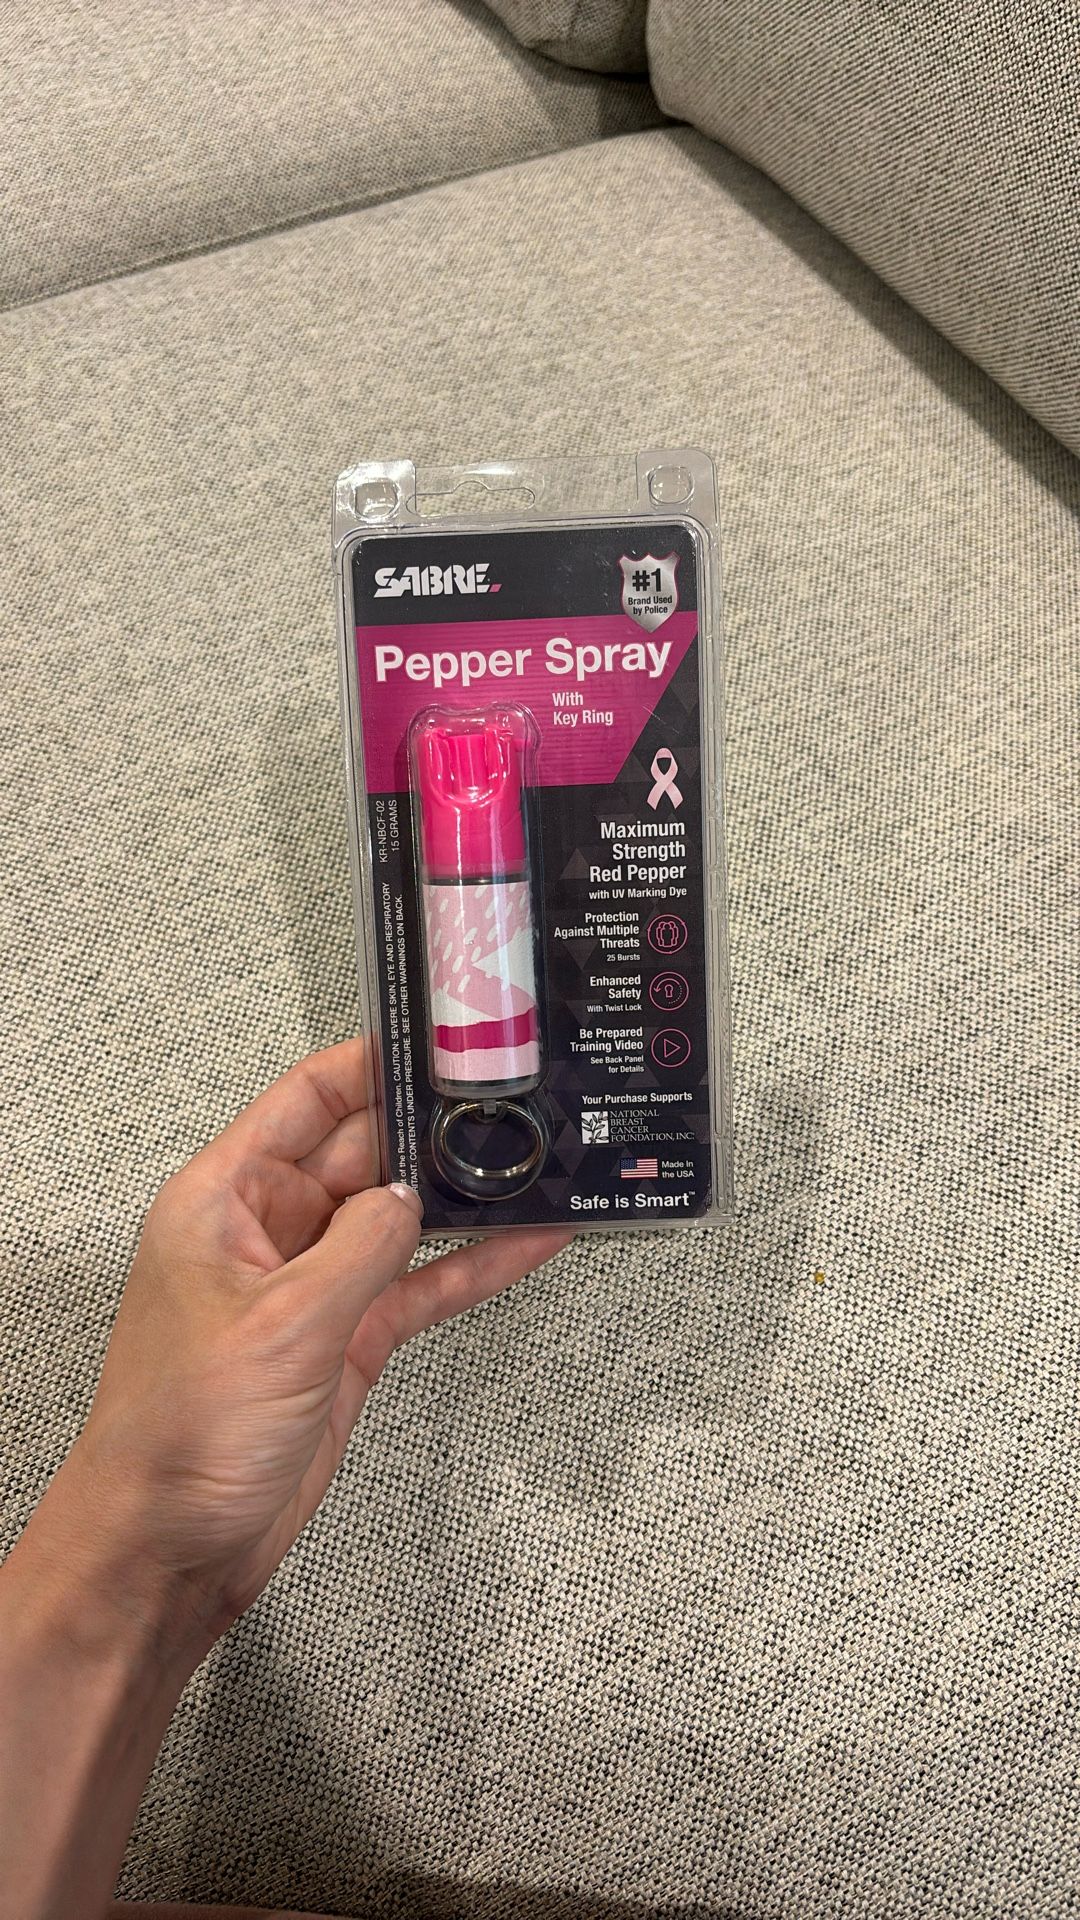 SABRE
#1
Brand Used
by Police
Pepper Spray
With
Key Ring
KR-NBCF-02
15 GRAMS
Maximum
Strength
Red Pepper
with UV Marking Dye
Protection
Against Multiple
Threats
25 Bursts
Enhanced
Safety
With Twist Lock
Be Prepared
Training Video
See Back Panel
for Details
Your Purchase Supports
NATIONAL
BREAST
CANCER
FOUNDATION, INC.
Made In
the USA
Safe is Smart™
of the Reach of Children. CAUTION: SEVERE SKIN, EYE AND RESPIRATORY
CONTENTS UNDER PRESSURE. SEE OTHER WARNINGS ON BACK.